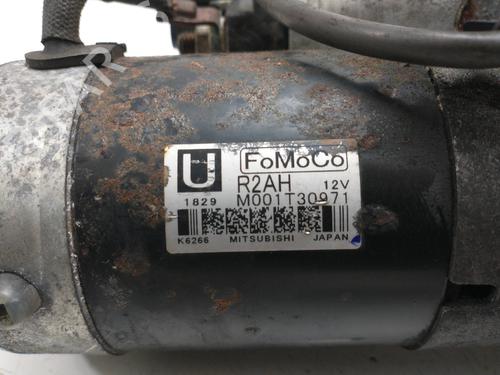 U FoMoCo
R2AH 12V
1829 M001T30971
K6266 MITSUBISHI JAPAN